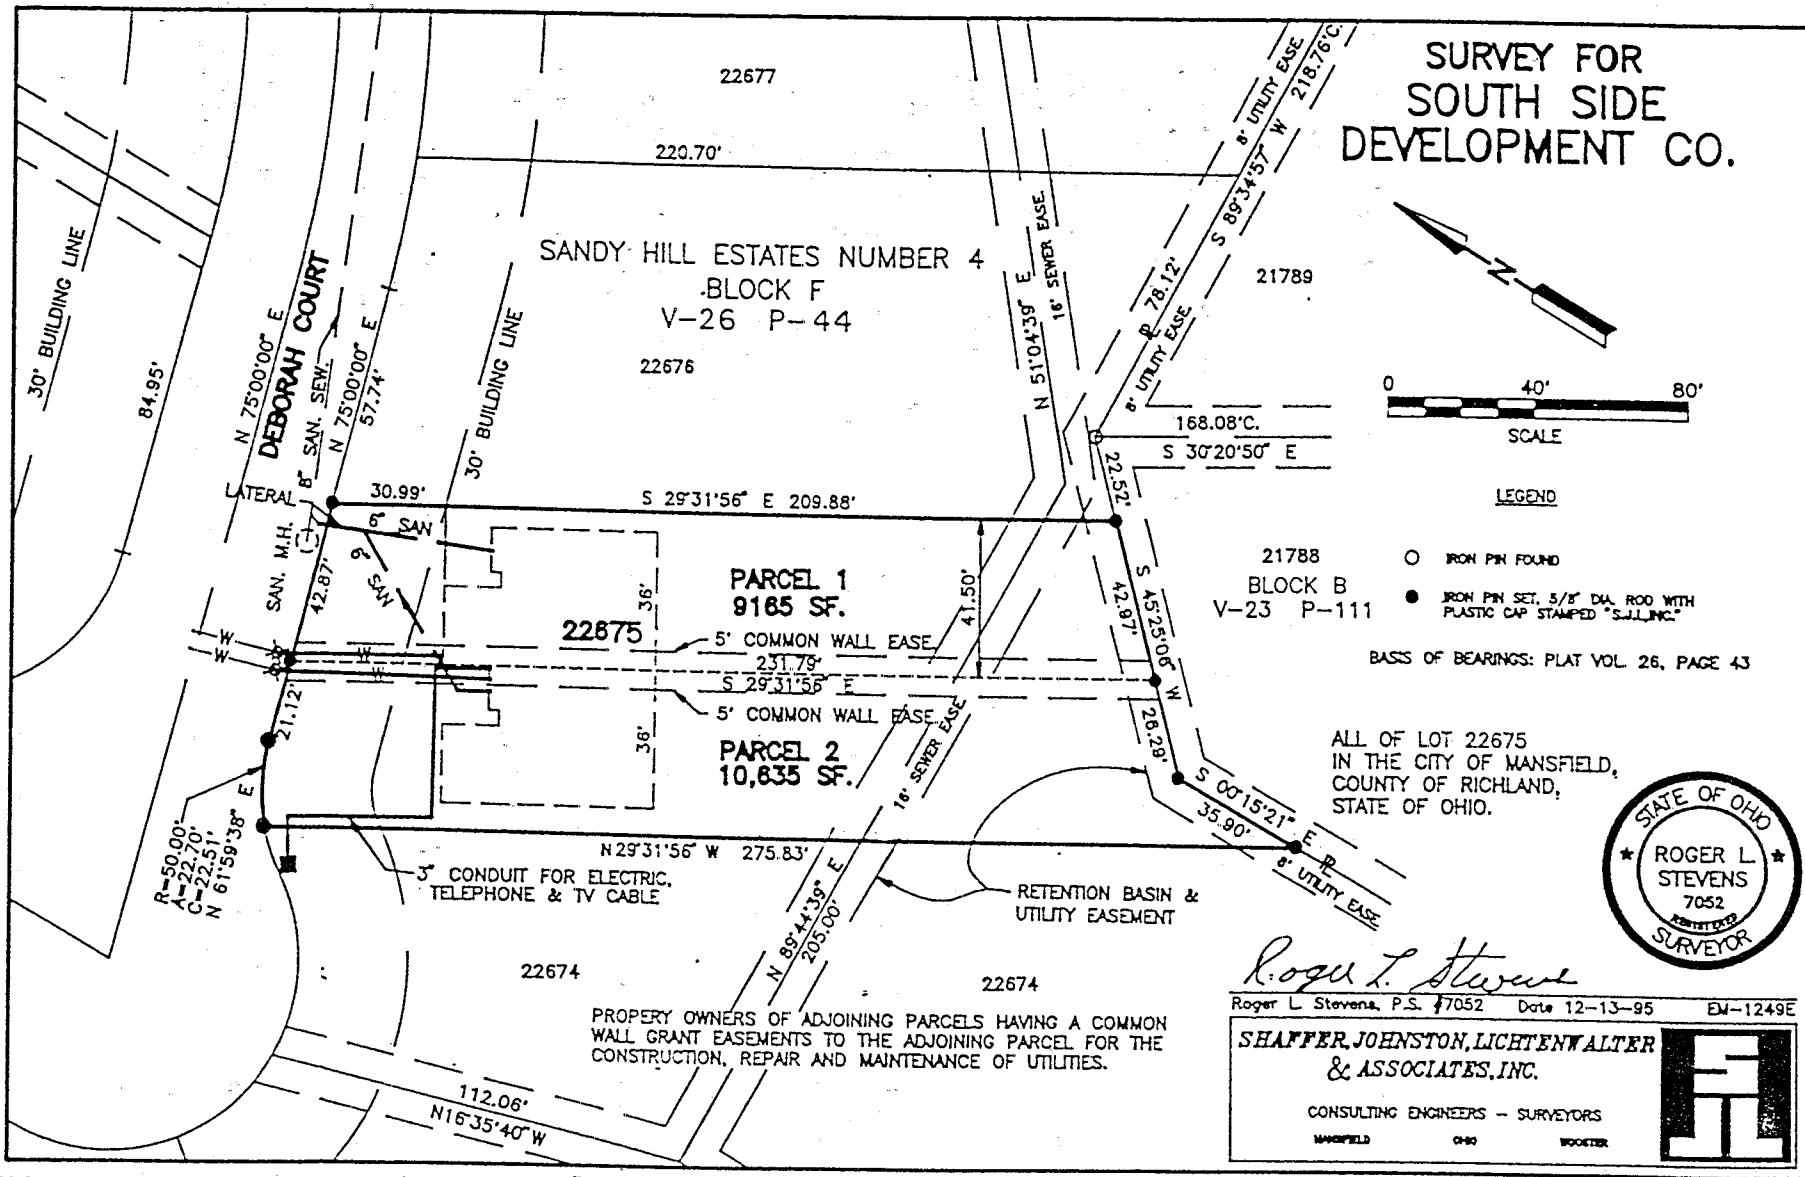 SURVEY FOR
SOUTH SIDE
DEVELOPMENT CO.
22677
220.70'
SANDY HILL ESTATES NUMBER 4
BLOCK F
V-26 P-44
22676
30' BUILDING LINE
84.95'
N 75°00'00" E
DEBORAH COURT
8" SAN. SEW.
N 75°00'00" E
57.74'
30' BUILDING LINE
N 51°04'39" E
16' SEWER EASE.
8' UTILITY EASE.
S 89°34'57" W 218.76'C.
78.12'
8' UTILITY EASE.
21789
N
0 40' 80'
SCALE
168.08'C.
S 30°20'50" E
22.52'
LEGEND
IRON PIN FOUND
IRON PIN SET, 5/8" DIA. ROD WITH
PLASTIC CAP STAMPED "S.J.L.,INC."
21788
BLOCK B
V-23 P-111
BASIS OF BEARINGS: PLAT VOL. 26, PAGE 43
LATERAL
30.99'
S 29°31'56" E 209.88'
6" SAN
6" SAN
SAN. M.H.
42.87'
PARCEL 1
9165 SF.
36'
41.50'
42.97'
S 45°25'06" W
22675
5' COMMON WALL EASE.
231.79'
S 29°31'56" E
5' COMMON WALL EASE.
W
W
W
W
21.12'
PARCEL 2
10,635 SF.
36'
16' SEWER EASE.
26.29'
S 00°15'21" E
35.90'
8' UTILITY EASE
ALL OF LOT 22675
IN THE CITY OF MANSFIELD,
COUNTY OF RICHLAND,
STATE OF OHIO.
R=50.00'
A=22.70'
C=22.51'
N 61°59'38" E
N 29°31'56" W 275.83'
3" CONDUIT FOR ELECTRIC,
TELEPHONE & TV CABLE
N 89°44'39" E
205.00'
RETENTION BASIN &
UTILITY EASEMENT
22674
22674
PROPERY OWNERS OF ADJOINING PARCELS HAVING A COMMON
WALL GRANT EASEMENTS TO THE ADJOINING PARCEL FOR THE
CONSTRUCTION, REPAIR AND MAINTENANCE OF UTILITIES.
112.06'
N16°35'40"W
STATE OF OHIO
ROGER L.
STEVENS
7052
REGISTERED
SURVEYOR
Roger L. Stevens
Roger L. Stevens, P.S. #7052 Date 12-13-95 EM-1249E
SHAFFER, JOHNSTON, LICHTENWALTER
& ASSOCIATES, INC.
CONSULTING ENGINEERS - SURVEYORS
MANSFIELD OHIO WOOSTER